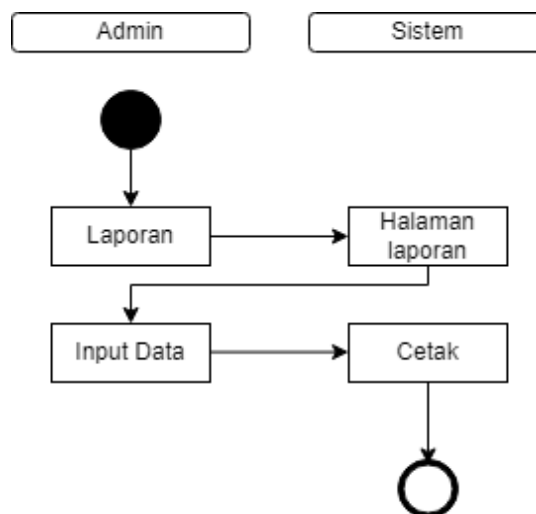 Admin
Sistem
Laporan
Halaman
laporan
Input Data
Cetak